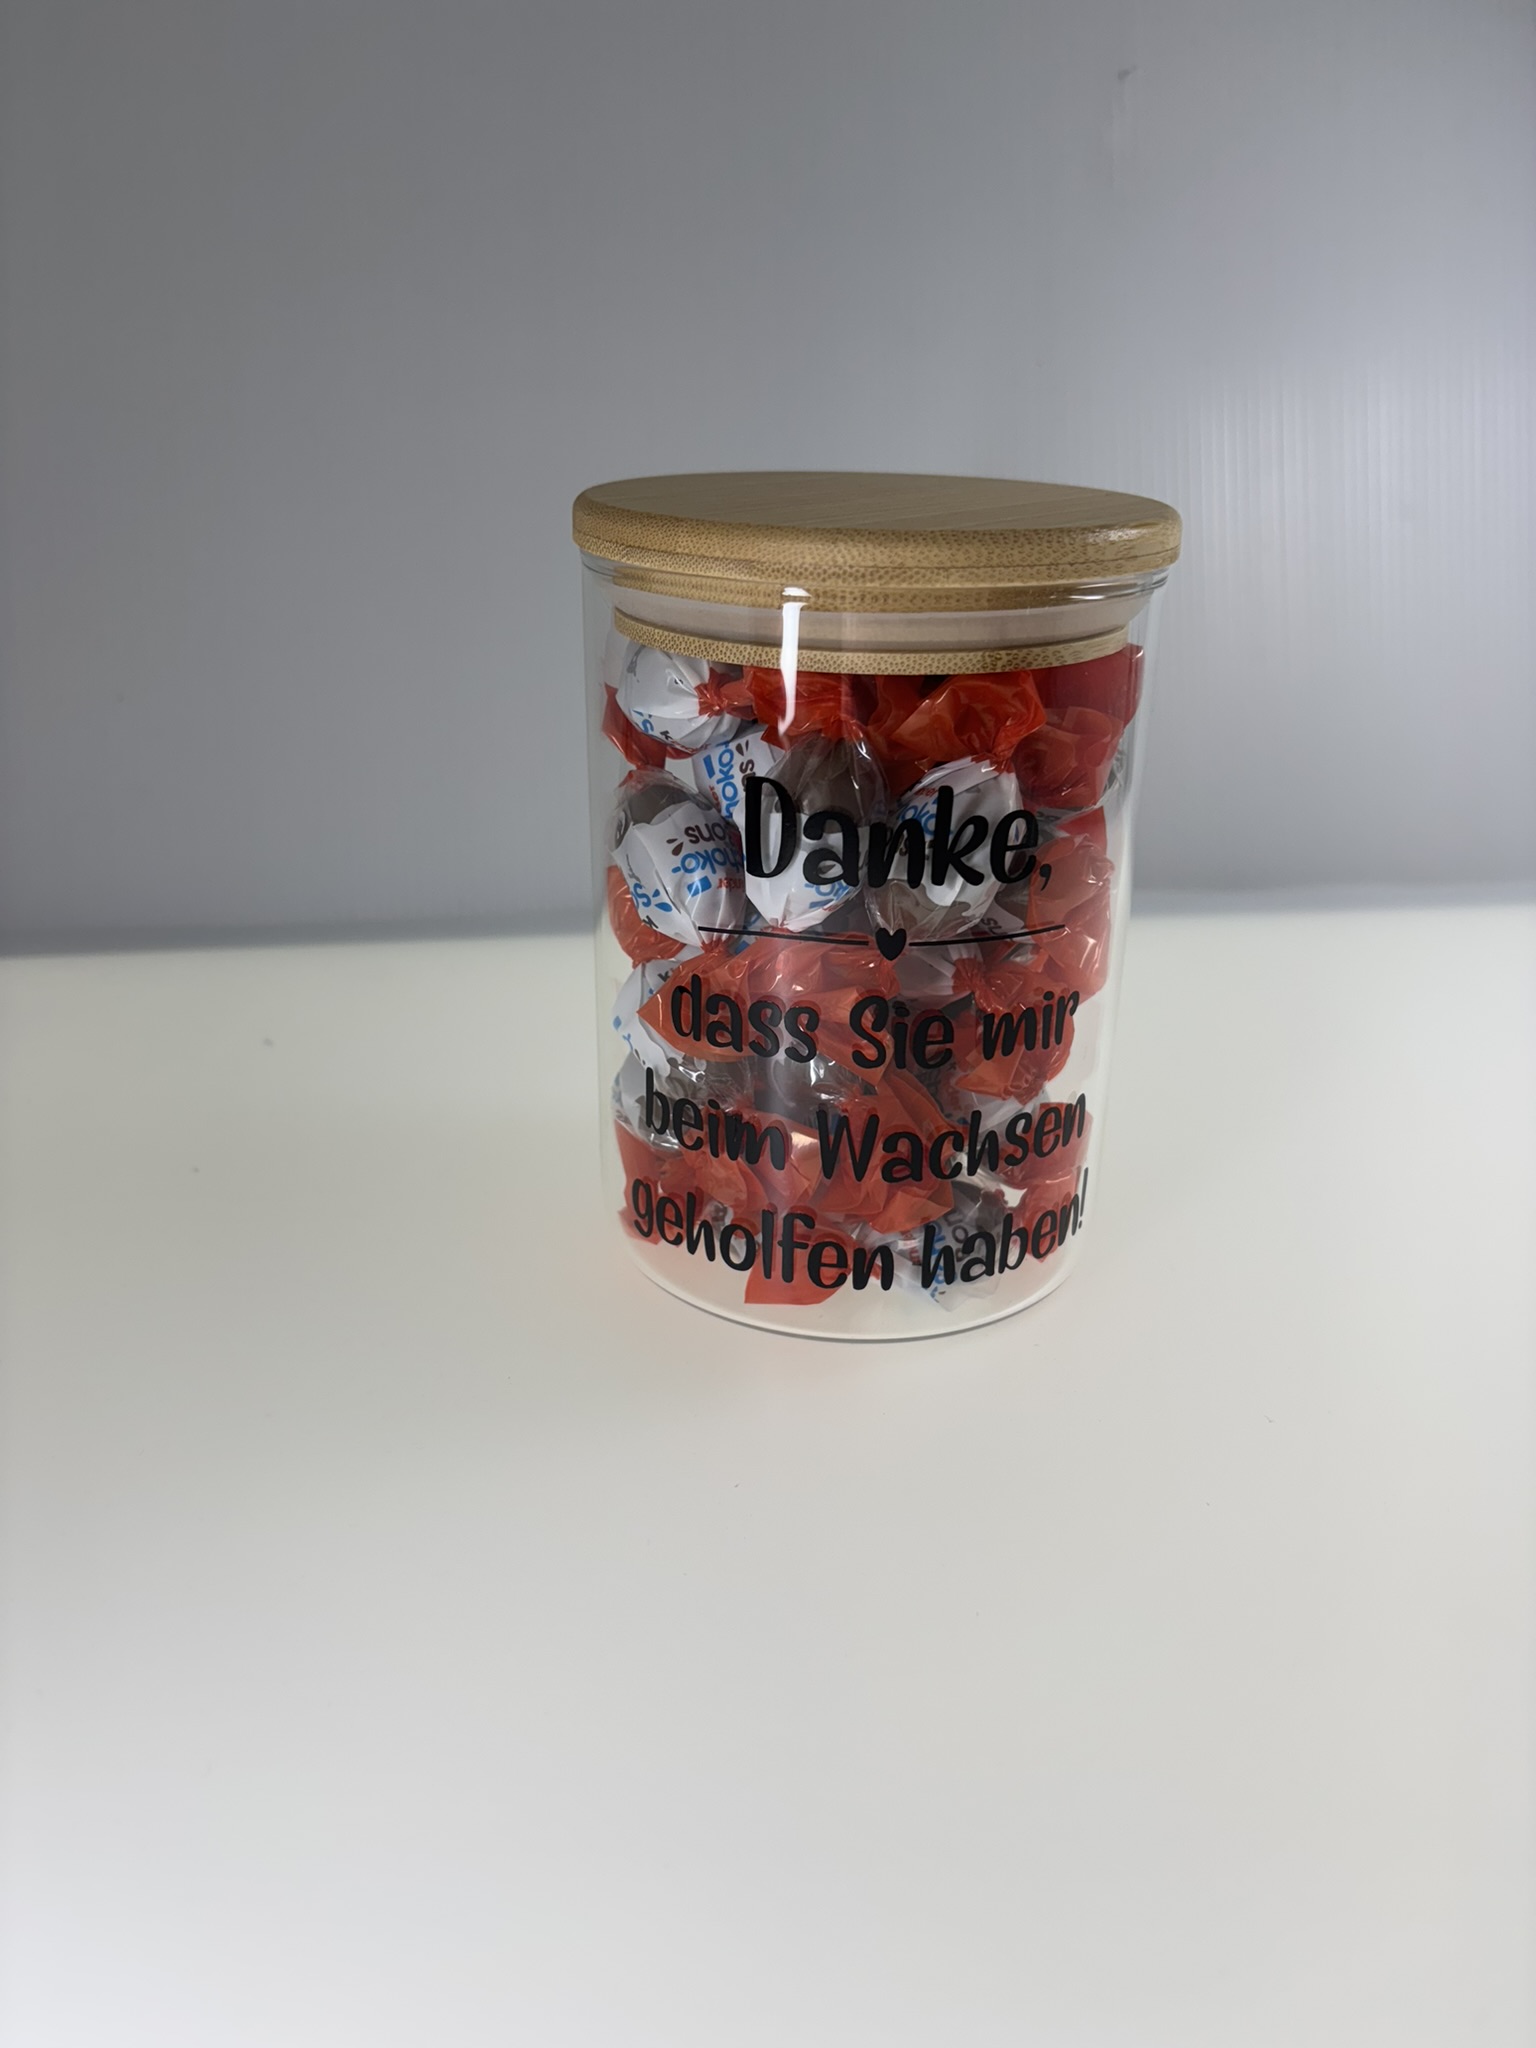 Danke,
dass Sie mir
beim Wachsen
geholfen haben!